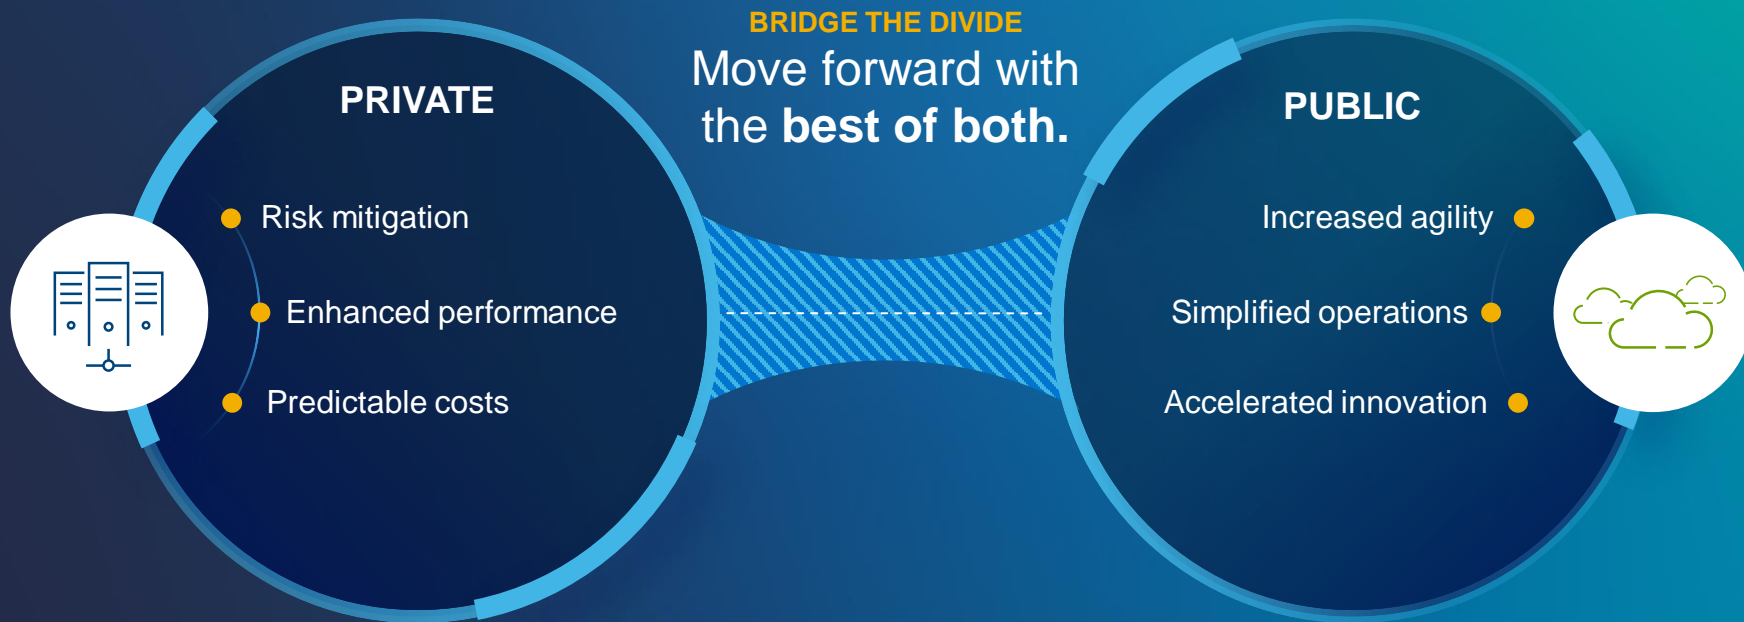 BRIDGE THE DIVIDE
Move forward with
the best of both.
PRIVATE
Risk mitigation
Enhanced performance
Predictable costs
PUBLIC
Increased agility
Simplified operations
Accelerated innovation